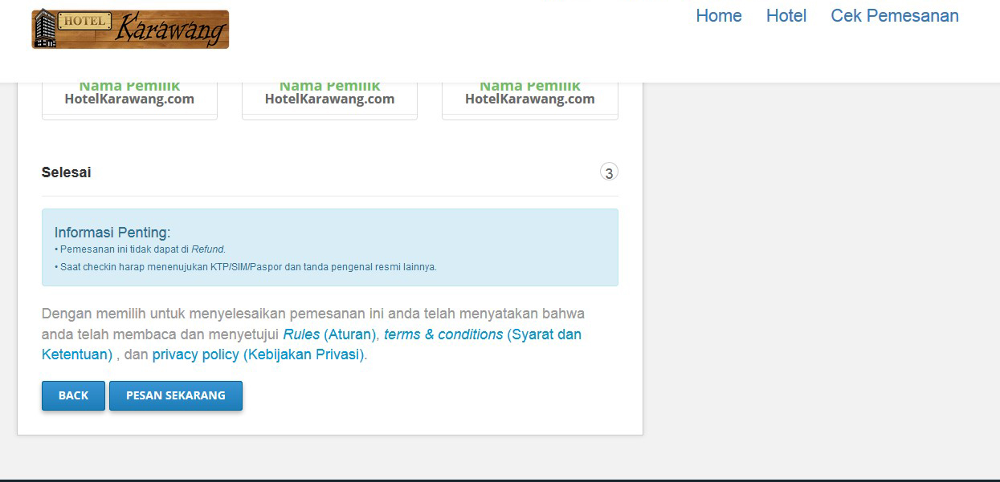 HOTEL Karawang
Home Hotel Cek Pemesanan
Nama Pemilik Nama Pemilik Nama Pemilik
HotelKarawang.com HotelKarawang.com HotelKarawang.com
Selesai 3
Informasi Penting:
• Pemesanan ini tidak dapat di Refund.
• Saat checkin harap menenujukan KTP/SIM/Paspor dan tanda pengenal resmi lainnya.
Dengan memilih untuk menyelesaikan pemesanan ini anda telah menyatakan bahwa
anda telah membaca dan menyetujui Rules (Aturan), terms & conditions (Syarat dan
Ketentuan) , dan privacy policy (Kebijakan Privasi).
BACK PESAN SEKARANG